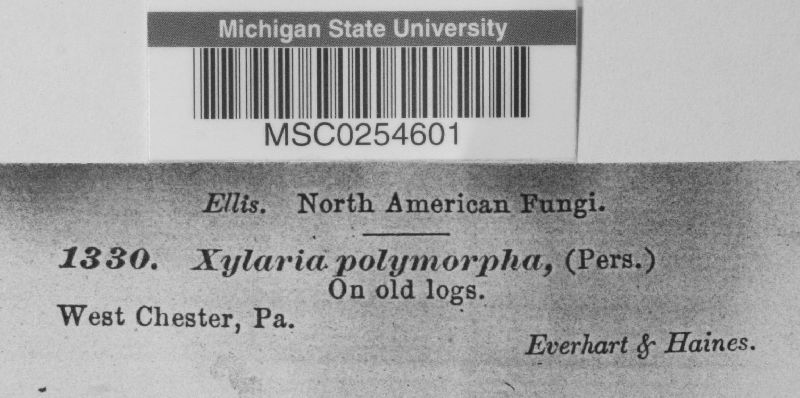 Michigan State University
MSC0254601
Ellis. North American Fungi.
1330. Xylaria polymorpha, (Pers.)
On old logs.
West Chester, Pa.
Everhart & Haines.